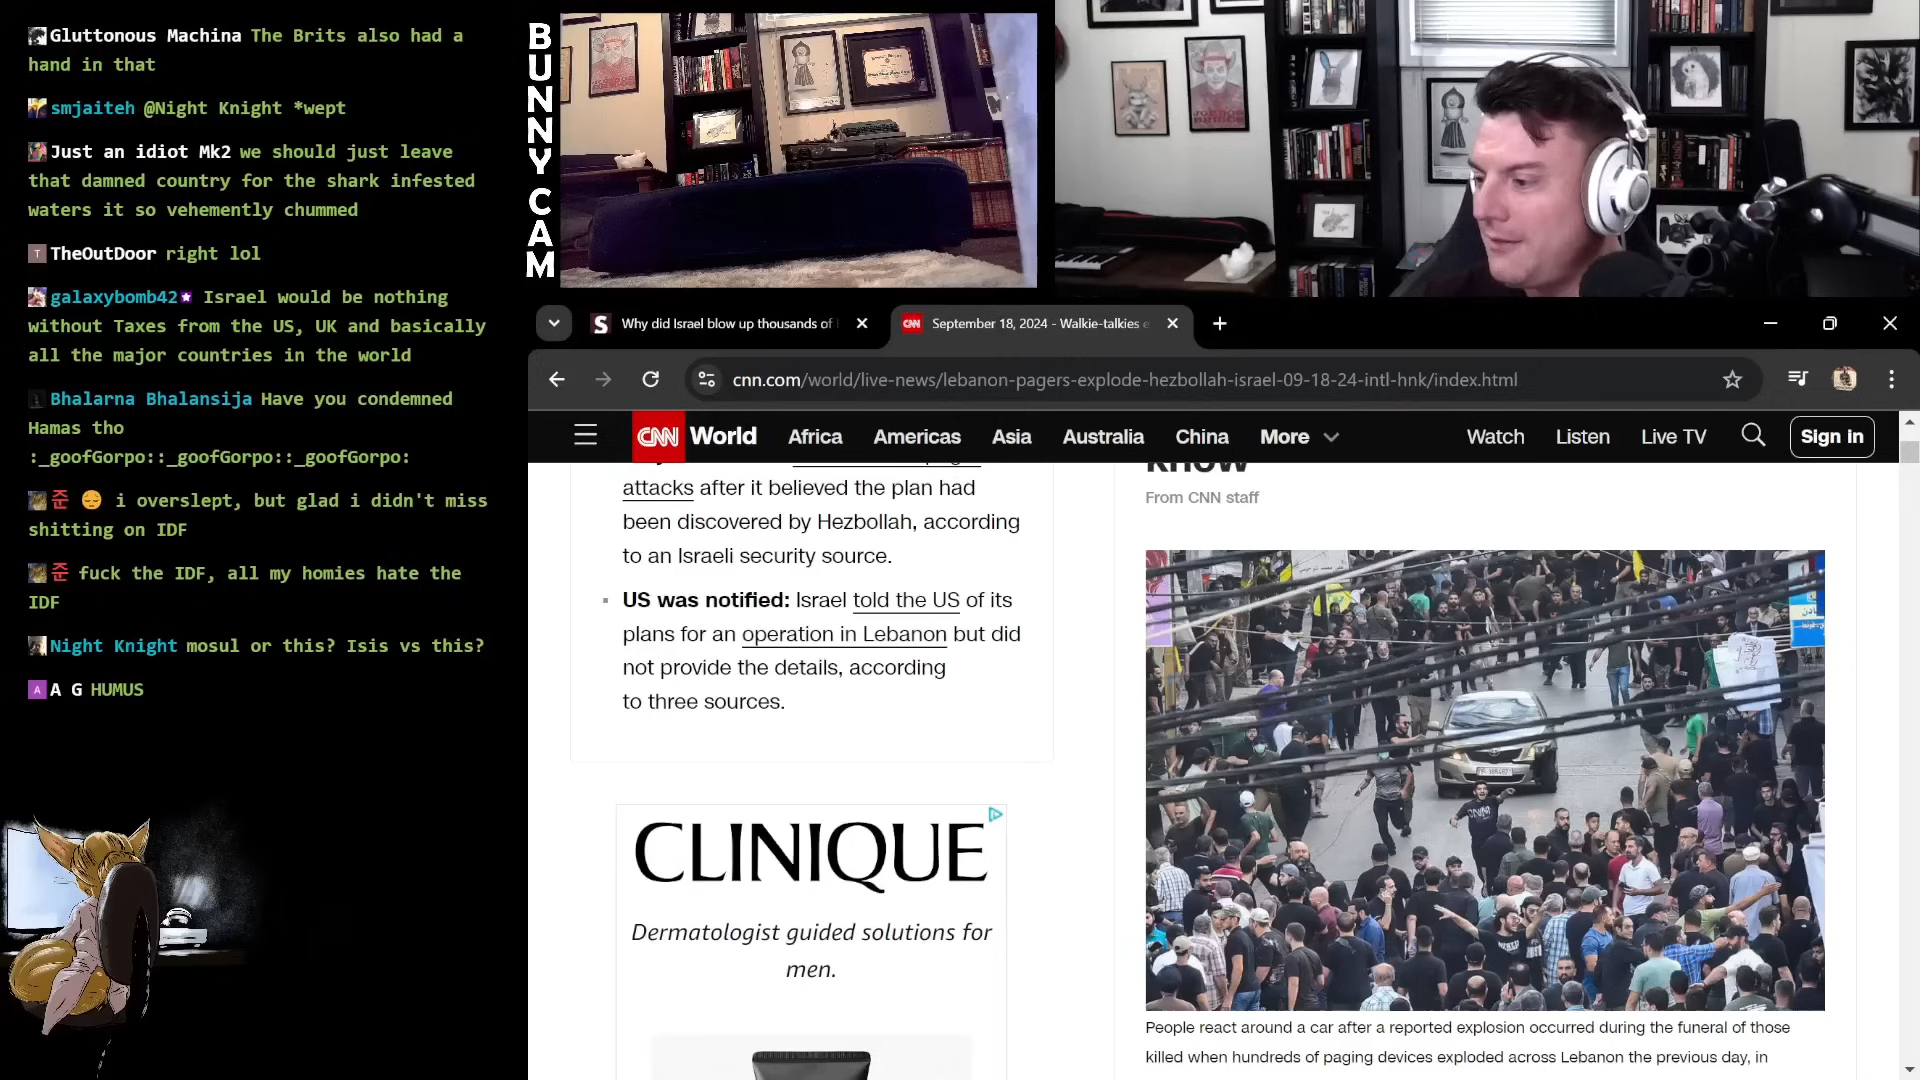 Gluttonous Machina The Brits also had a
hand in that
smjaiteh @Night Knight *wept
Just an idiot Mk2 we should just leave
that damned country for the shark infested
waters it so vehemently chummed
T TheOutDoor right lol
galaxybomb42 Israel would be nothing
without Taxes from the US, UK and basically
all the major countries in the world
Bhalarna Bhalansija Have you condemned
Hamas tho
:_goofGorpo::_goofGorpo::_goofGorpo:
준 😔 i overslept, but glad i didn't miss
shitting on IDF
준 fuck the IDF, all my homies hate the
IDF
Night Knight mosul or this? Isis vs this?
A A G HUMUS
BUNNY CAM
S Why did Israel blow up thousands of
CNN September 18, 2024 - Walkie-talkies e
cnn.com/world/live-news/lebanon-pagers-explode-hezbollah-israel-09-18-24-intl-hnk/index.html
CNN World Africa Americas Asia Australia China More Watch Listen Live TV Sign in
attacks after it believed the plan had
been discovered by Hezbollah, according
to an Israeli security source.
▪ US was notified: Israel told the US of its
plans for an operation in Lebanon but did
not provide the details, according
to three sources.
CLINIQUE
Dermatologist guided solutions for
men.
know
From CNN staff
People react around a car after a reported explosion occurred during the funeral of those
killed when hundreds of paging devices exploded across Lebanon the previous day, in